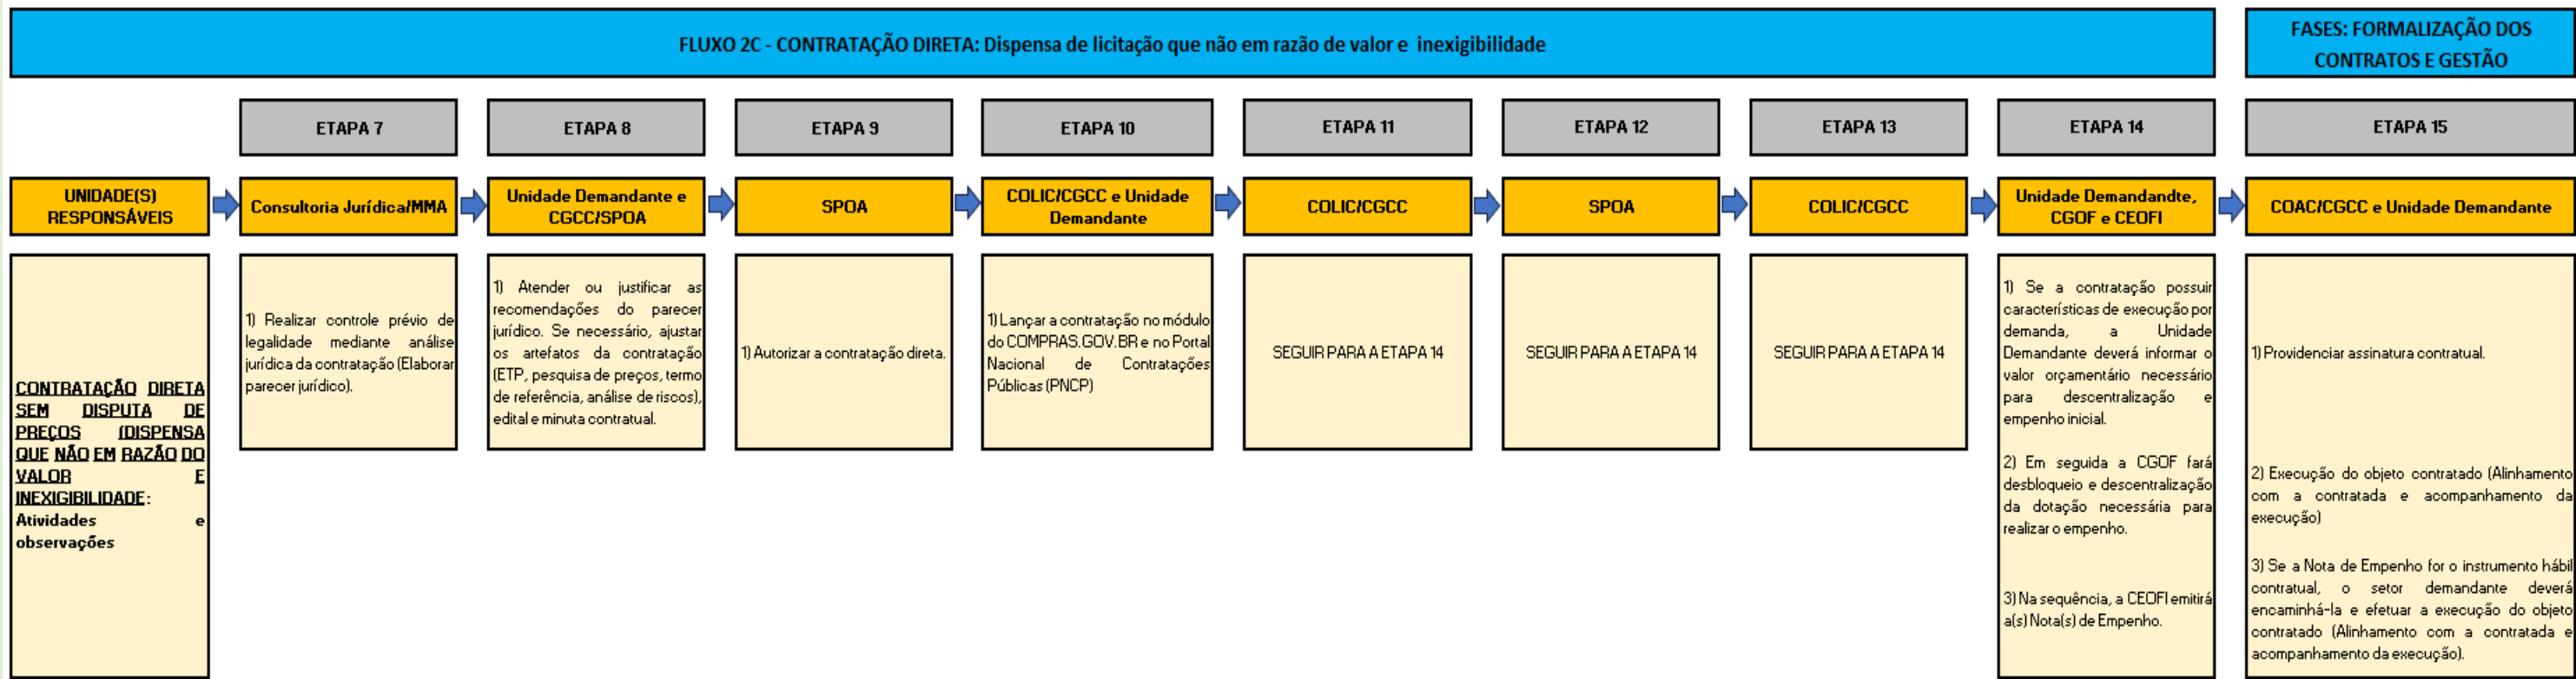 FLUXO 2C - CONTRATAÇÃO DIRETA: Dispensa de licitação que não em razão de valor e inexigibilidade
FASES: FORMALIZAÇÃO DOS
CONTRATOS E GESTÃO
ETAPA 7
ETAPA 8
ETAPA 9
ETAPA 10
ETAPA 11
ETAPA 12
ETAPA 13
ETAPA 14
ETAPA 15
UNIDADE(S)
RESPONSÁVEIS
Consultoria Jurídica/MMA
Unidade Demandante e
CGCC/SPOA
SPOA
COLIC/CGCC e Unidade
Demandante
COLIC/CGCC
SPOA
COLIC/CGCC
Unidade Demandandte,
CGOF e CEOFI
COAC/CGCC e Unidade Demandante
CONTRATAÇÃO DIRETA
SEM DISPUTA DE
PREÇOS (DISPENSA
QUE NÃO EM RAZÃO DO
VALOR E
INEXIGIBILIDADE:
Atividades e
observações
1) Realizar controle prévio de
legalidade mediante análise
jurídica da contratação (Elaborar
parecer jurídico).
1) Atender ou justificar as
recomendações do parecer
jurídico. Se necessário, ajustar
os artefatos da contratação
(ETP, pesquisa de preços, termo
de referência, análise de riscos),
edital e minuta contratual.
1) Autorizar a contratação direta.
1) Lançar a contratação no módulo
do COMPRAS.GOV.BR e no Portal
Nacional de Contratações
Públicas (PNCP)
SEGUIR PARA A ETAPA 14
SEGUIR PARA A ETAPA 14
SEGUIR PARA A ETAPA 14
1) Se a contratação possuir
características de execução por
demanda, a Unidade
Demandante deverá informar o
valor orçamentário necessário
para descentralização e
empenho inicial.
2) Em seguida a CGOF fará
desbloqueio e descentralização
da dotação necessária para
realizar o empenho.
3) Na sequência, a CEOFI emitirá
a(s) Nota(s) de Empenho.
1) Providenciar assinatura contratual.
2) Execução do objeto contratado (Alinhamento
com a contratada e acompanhamento da
execução)
3) Se a Nota de Empenho for o instrumento hábil
contratual, o setor demandante deverá
encaminhá-la e efetuar a execução do objeto
contratado (Alinhamento com a contratada e
acompanhamento da execução).